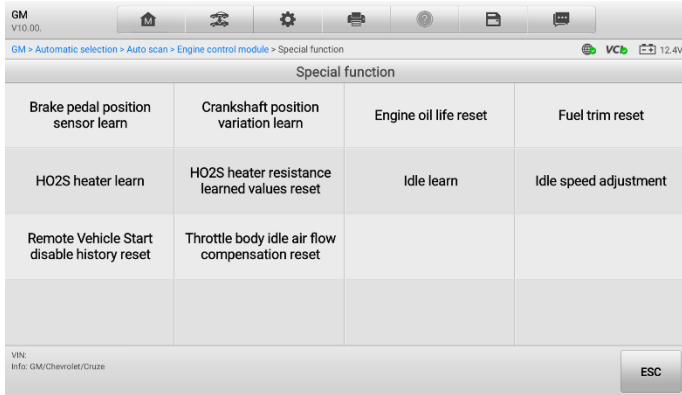 GM
V10.00.
GM > Automatic selection > Auto scan > Engine control module > Special function
VCI
12.4V
Special function
Brake pedal position
sensor learn
Crankshaft position
variation learn
Engine oil life reset
Fuel trim reset
HO2S heater learn
HO2S heater resistance
learned values reset
Idle learn
Idle speed adjustment
Remote Vehicle Start
disable history reset
Throttle body idle air flow
compensation reset
VIN:
Info: GM/Chevrolet/Cruze
ESC